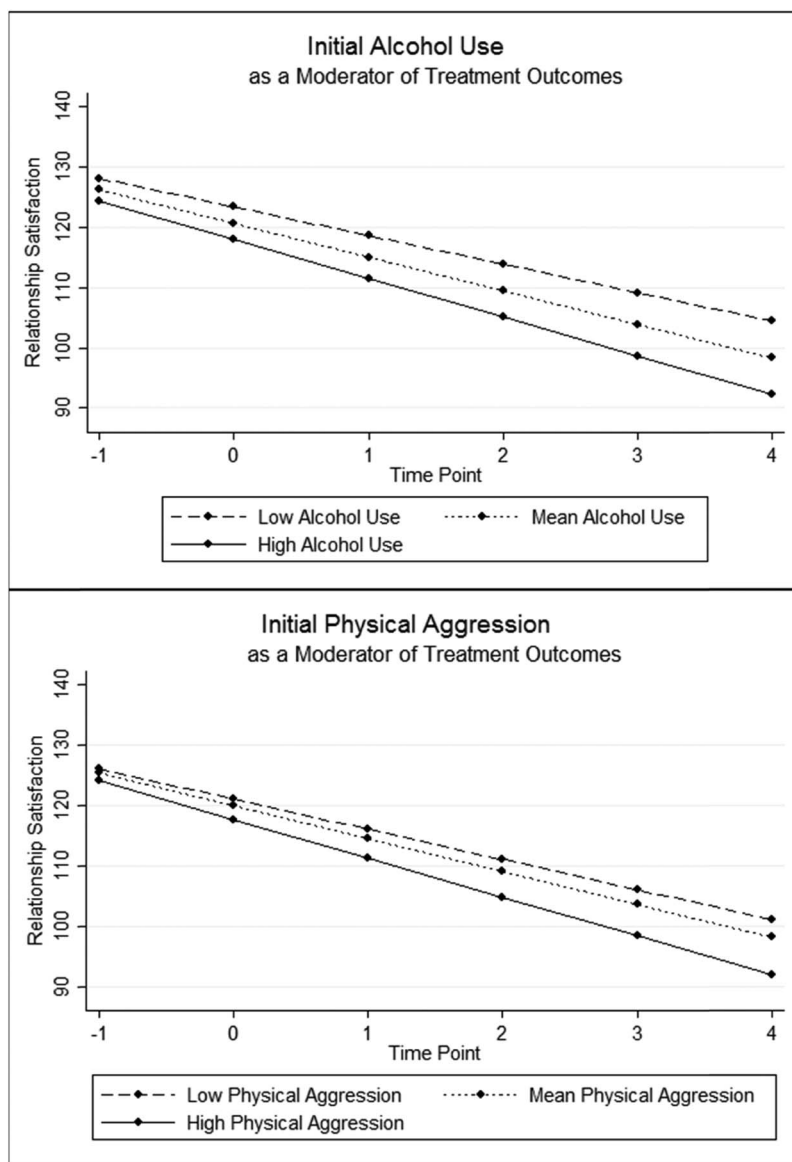 Initial Alcohol Use
as a Moderator of Treatment Outcomes
Relationship Satisfaction
140
130
120
110
100
90
-1 0 1 2 3 4
Time Point
Low Alcohol Use Mean Alcohol Use
High Alcohol Use
Initial Physical Aggression
as a Moderator of Treatment Outcomes
Relationship Satisfaction
140
130
120
110
100
90
-1 0 1 2 3 4
Time Point
Low Physical Aggression Mean Physical Aggression
High Physical Aggression